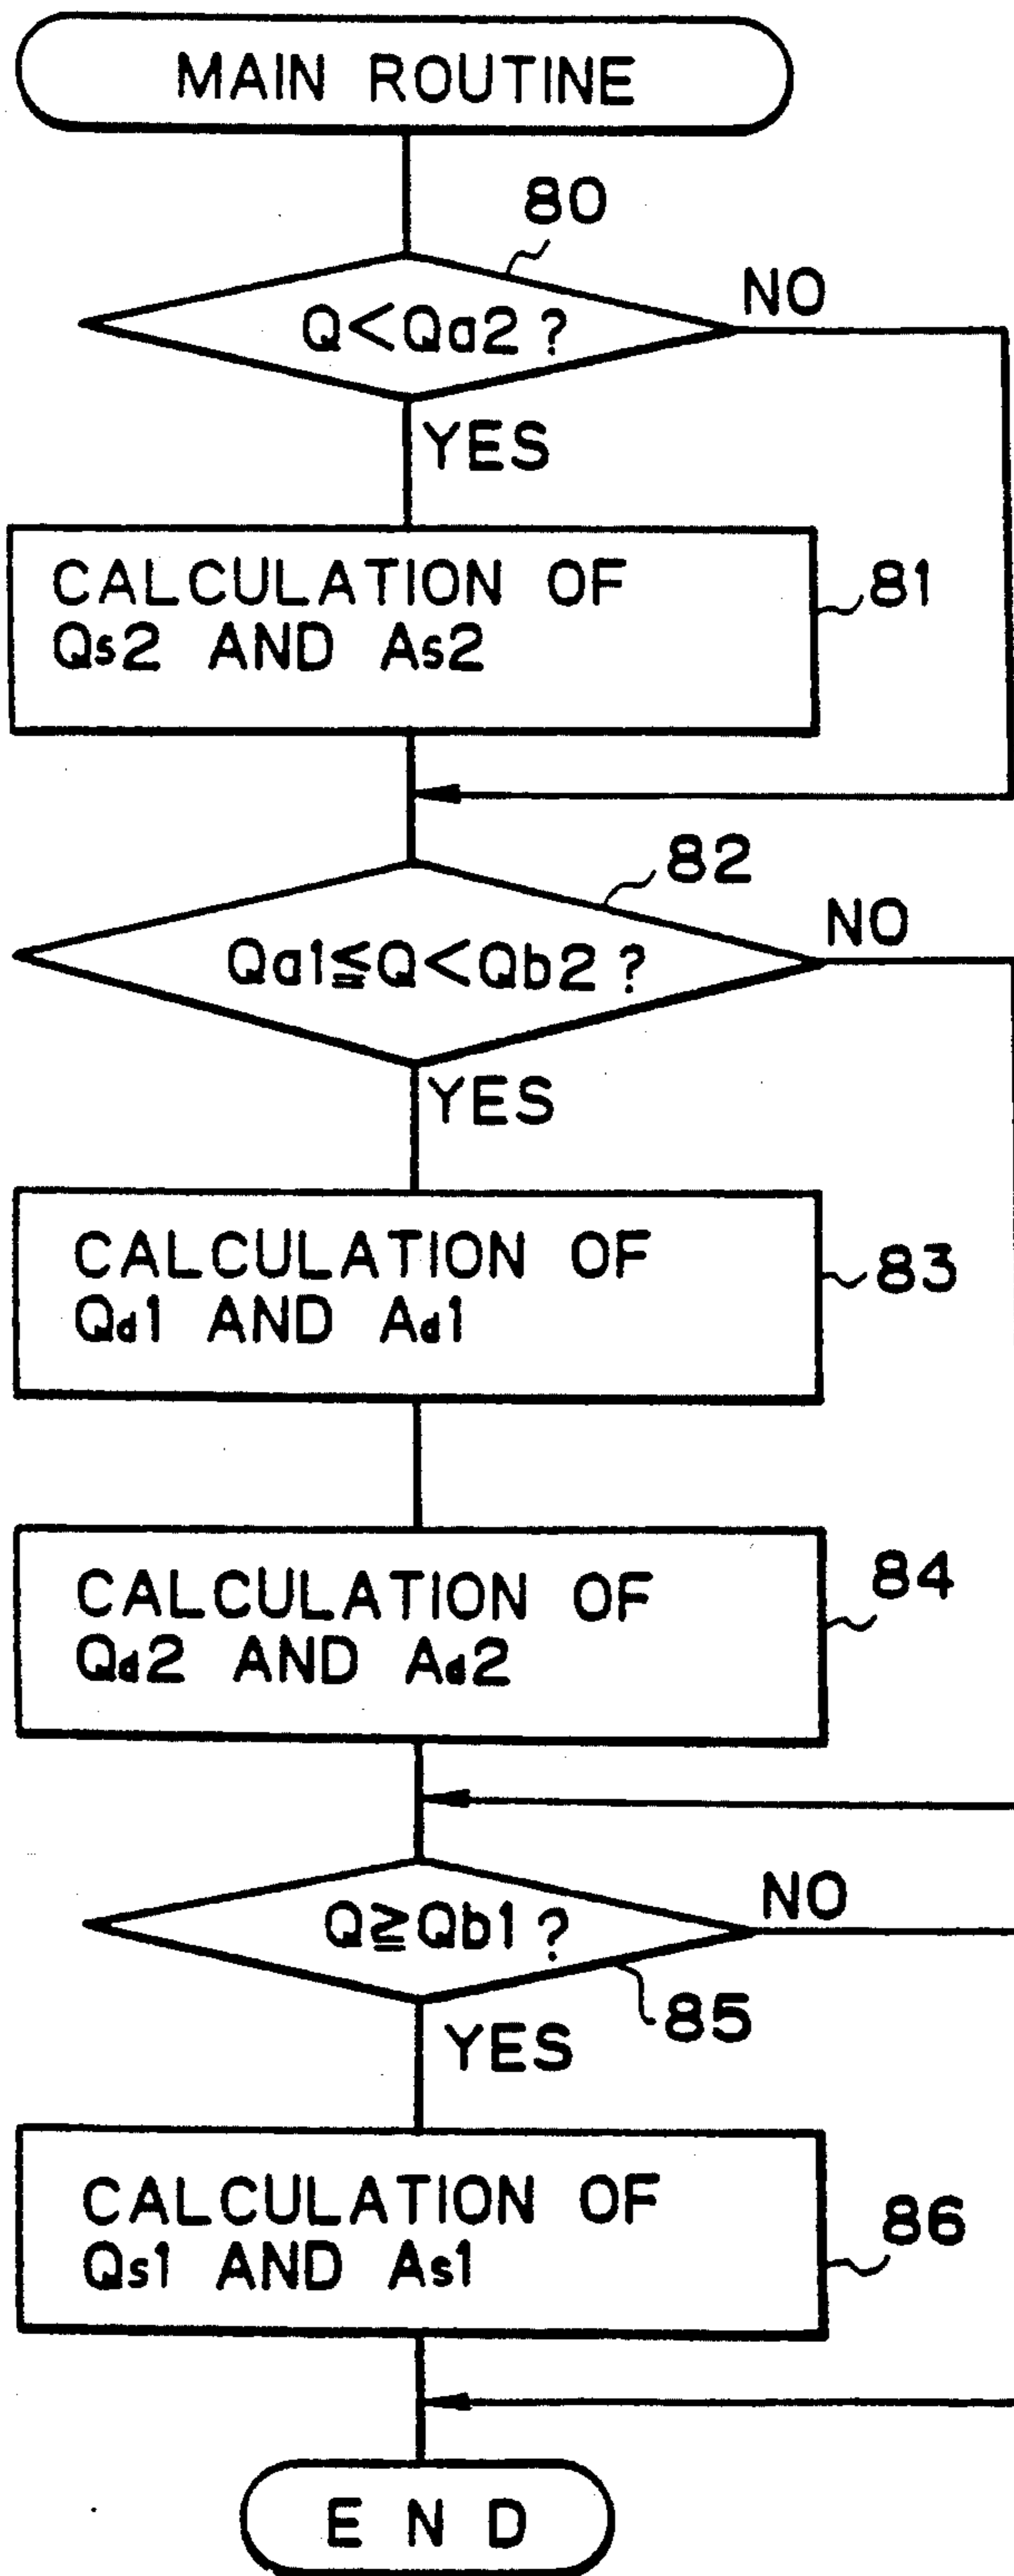 MAIN ROUTINE
80
Q<Qa2?
NO
YES
CALCULATION OF
Qs2 AND As2
81
82
Qa1≦Q<Qb2?
NO
YES
CALCULATION OF
Qd1 AND Ad1
83
CALCULATION OF
Qd2 AND Ad2
84
Q≧Qb1?
NO
85
YES
CALCULATION OF
Qs1 AND As1
86
END